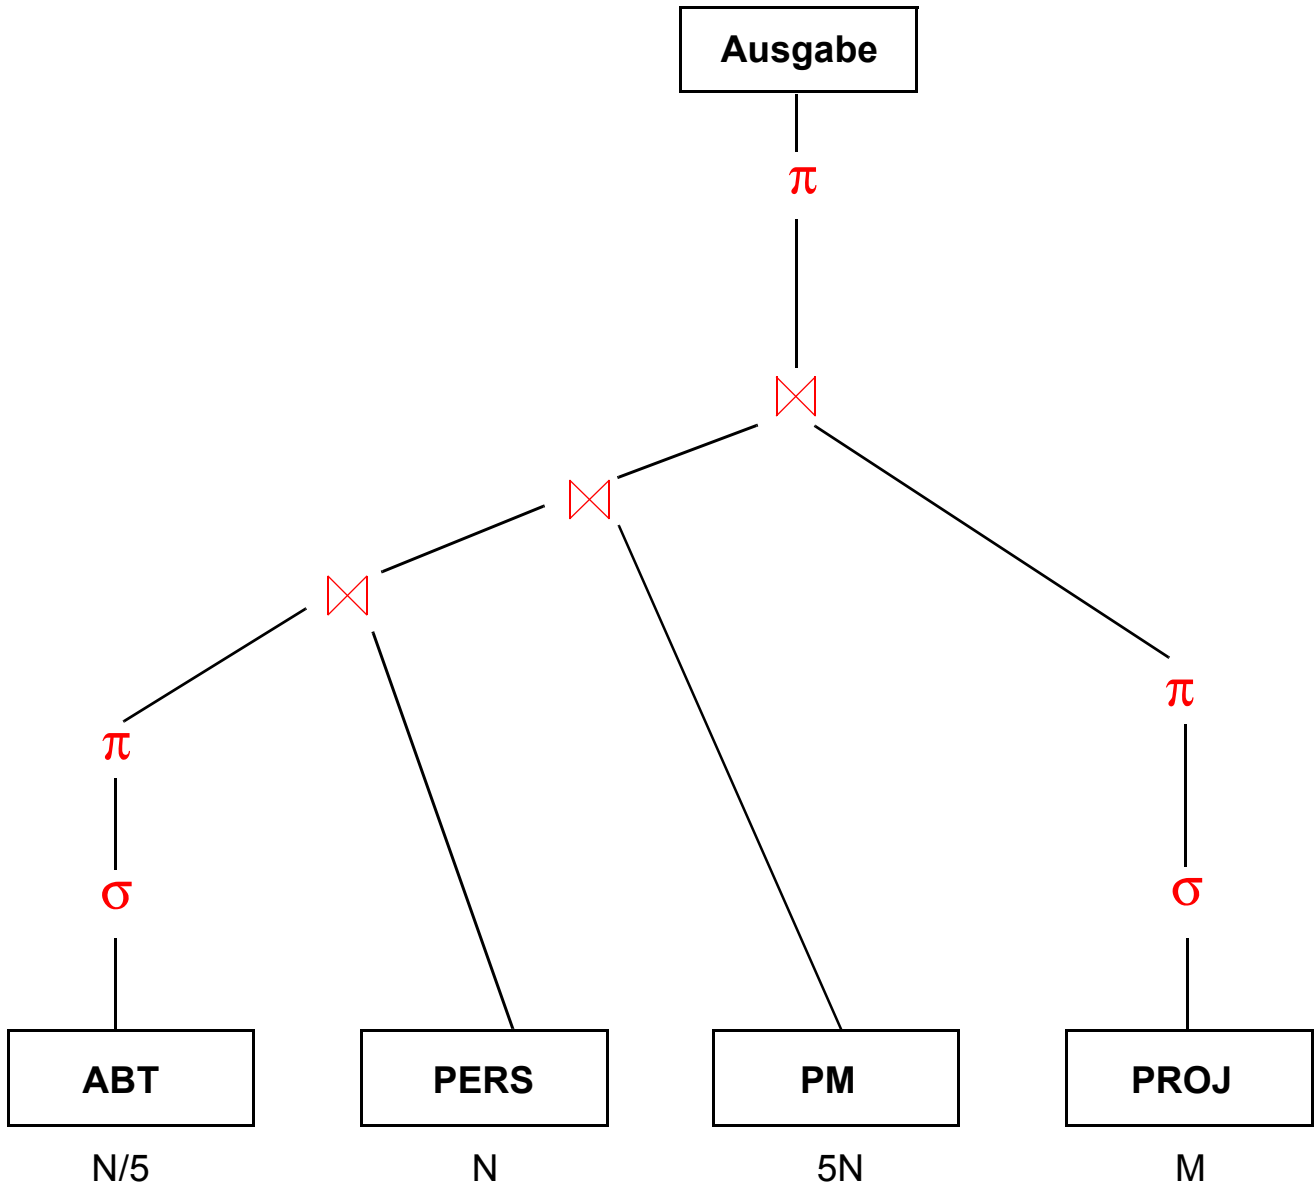 Ausgabe
π
⋈
⋈
⋈
π
π
σ
σ
ABT PERS PM PROJ
N/5 N 5N M